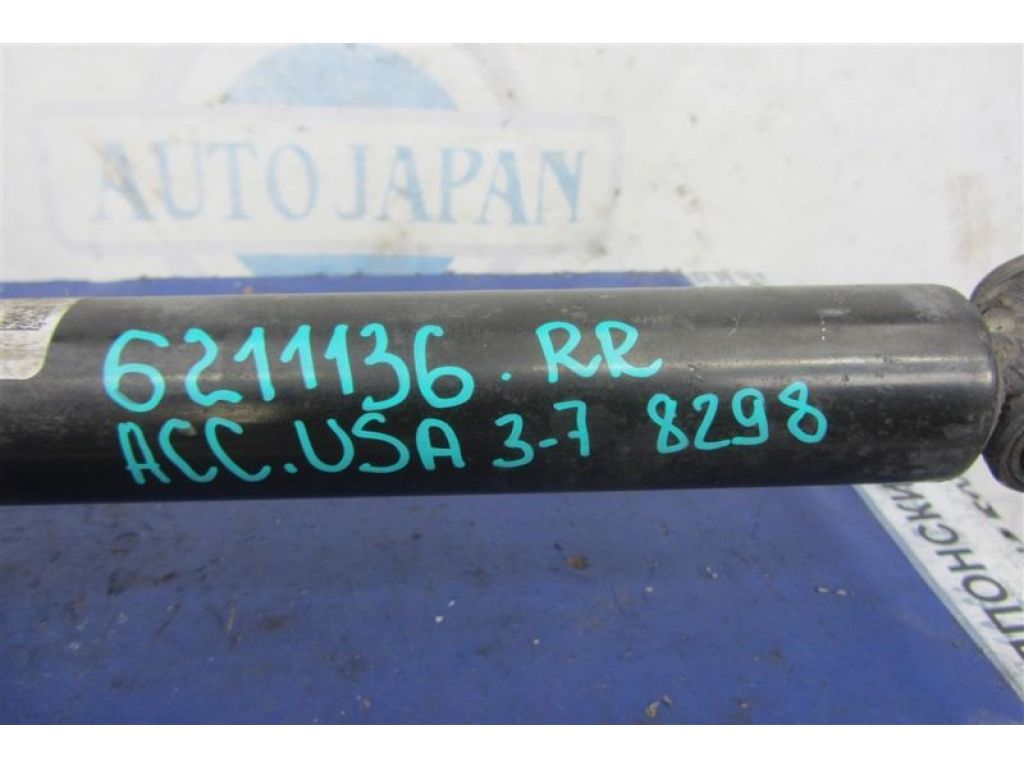 AUTO JAPAN
6211136. RR
ACC. USA 3-7 8298